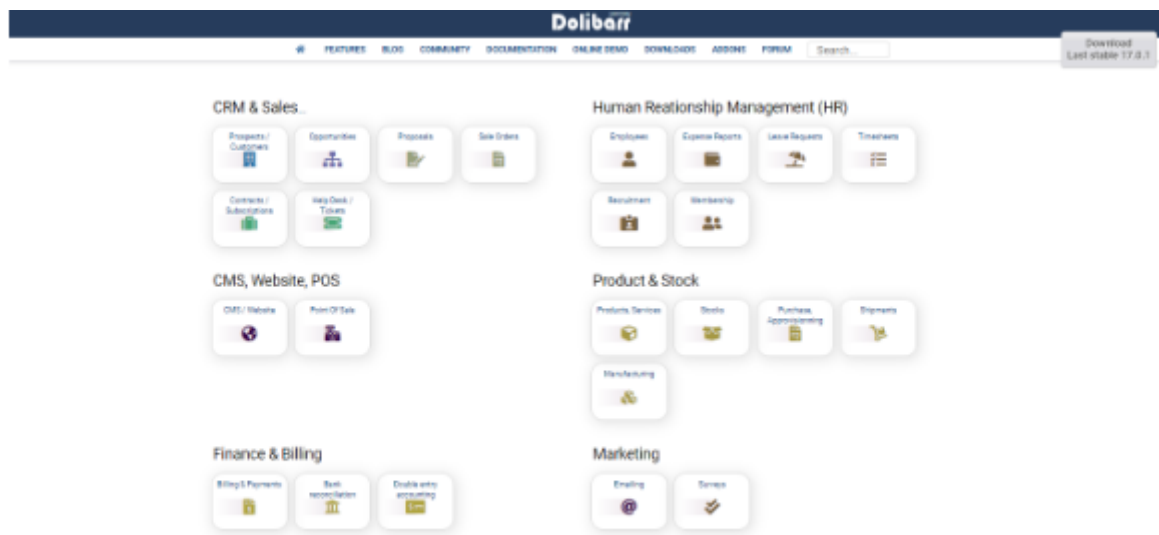 Dolibarr
FEATURES BLOG COMMUNITY DOCUMENTATION ONLINE DEMO DOWNLOADS ADDONS FORUM Search...
Download
Last stable 17.0.1
CRM & Sales...
Prospects /
Customers
Opportunities
Proposals
Sale Orders
Contracts /
Subscriptions
Help Desk /
Tickets
Human Reationship Management (HR)
Employees
Expense Reports
Leave Requests
Timesheets
Recruitment
Membership
CMS, Website, POS
CMS / Website
Point Of Sale
Product & Stock
Products, Services
Stocks
Purchase,
Approvisionning
Shipments
Manufacturing
Finance & Billing
Billing & Payments
Bank
reconciliation
Double entry
accounting
Marketing
Emailing
Surveys